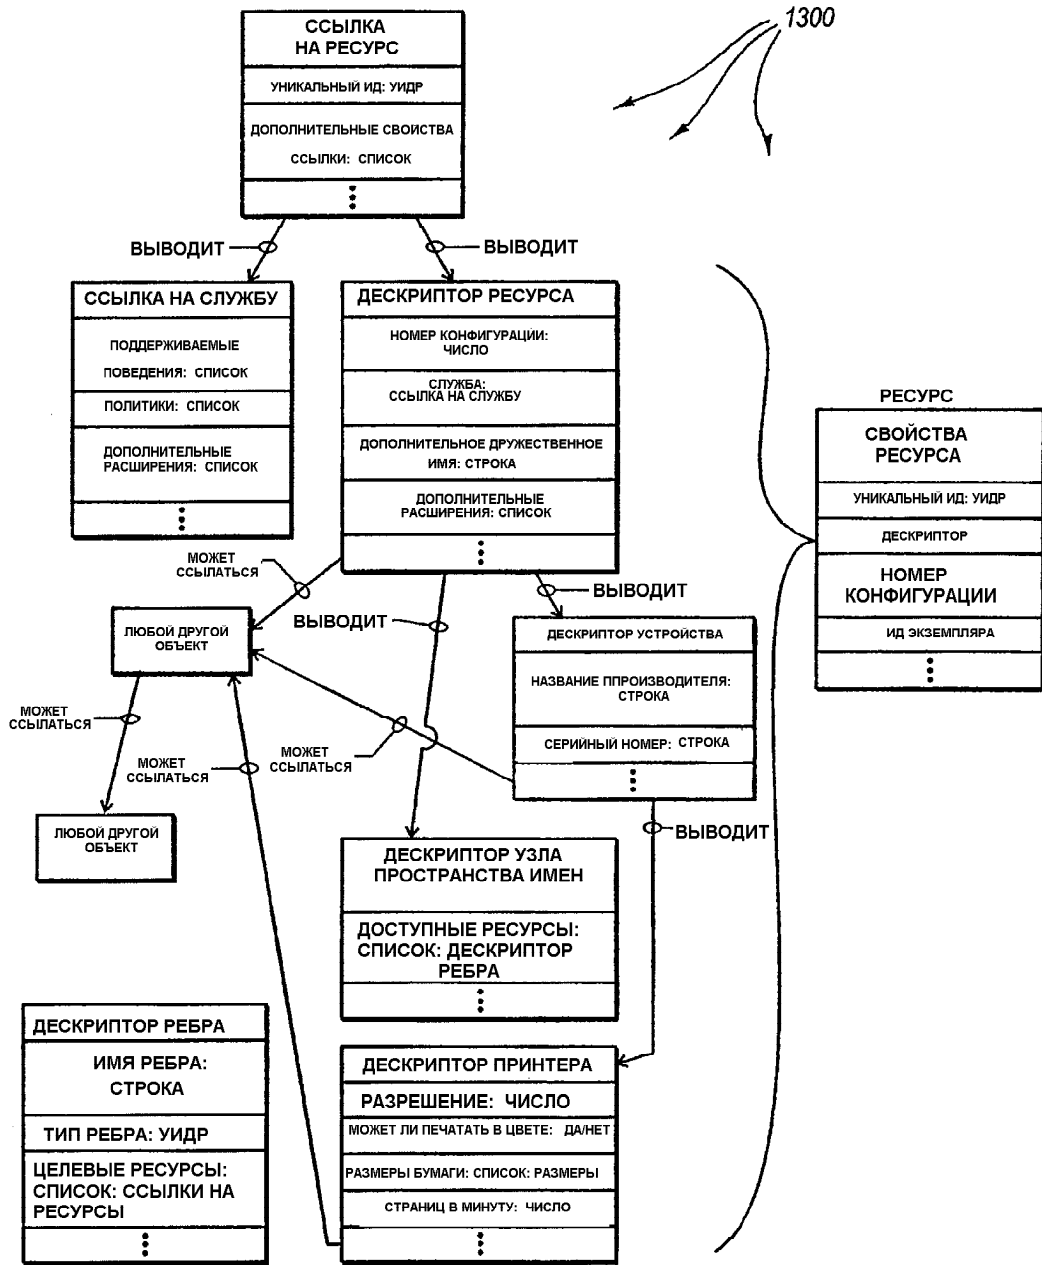 1300
ССЫЛКА
НА РЕСУРС
УНИКАЛЬНЫЙ ИД: УИДР
ДОПОЛНИТЕЛЬНЫЕ СВОЙСТВА
ССЫЛКИ: СПИСОК
ВЫВОДИТ
ВЫВОДИТ
ССЫЛКА НА СЛУЖБУ
ПОДДЕРЖИВАЕМЫЕ
ПОВЕДЕНИЯ: СПИСОК
ПОЛИТИКИ: СПИСОК
ДОПОЛНИТЕЛЬНЫЕ
РАСШИРЕНИЯ: СПИСОК
ДЕСКРИПТОР РЕСУРСА
НОМЕР КОНФИГУРАЦИИ:
ЧИСЛО
СЛУЖБА:
ССЫЛКА НА СЛУЖБУ
ДОПОЛНИТЕЛЬНОЕ ДРУЖЕСТВЕННОЕ
ИМЯ: СТРОКА
ДОПОЛНИТЕЛЬНЫЕ
РАСШИРЕНИЯ: СПИСОК
РЕСУРС
СВОЙСТВА
РЕСУРСА
УНИКАЛЬНЫЙ ИД: УИДР
ДЕСКРИПТОР
НОМЕР
КОНФИГУРАЦИИ
ИД ЭКЗЕМПЛЯРА
МОЖЕТ
ССЫЛАТЬСЯ
ВЫВОДИТ
ВЫВОДИТ
ЛЮБОЙ ДРУГОЙ
ОБЪЕКТ
ДЕСКРИПТОР УСТРОЙСТВА
НАЗВАНИЕ ППРОИЗВОДИТЕЛЯ:
СТРОКА
СЕРИЙНЫЙ НОМЕР: СТРОКА
МОЖЕТ
ССЫЛАТЬСЯ
МОЖЕТ
ССЫЛАТЬСЯ
МОЖЕТ
ССЫЛАТЬСЯ
ЛЮБОЙ ДРУГОЙ
ОБЪЕКТ
ВЫВОДИТ
ДЕСКРИПТОР УЗЛА
ПРОСТРАНСТВА ИМЕН
ДОСТУПНЫЕ РЕСУРСЫ:
СПИСОК: ДЕСКРИПТОР
РЕБРА
ДЕСКРИПТОР РЕБРА
ИМЯ РЕБРА:
СТРОКА
ТИП РЕБРА: УИДР
ЦЕЛЕВЫЕ РЕСУРСЫ:
СПИСОК: ССЫЛКИ НА
РЕСУРСЫ
ДЕСКРИПТОР ПРИНТЕРА
РАЗРЕШЕНИЕ: ЧИСЛО
МОЖЕТ ЛИ ПЕЧАТАТЬ В ЦВЕТЕ: ДА/НЕТ
РАЗМЕРЫ БУМАГИ: СПИСОК: РАЗМЕРЫ
СТРАНИЦ В МИНУТУ: ЧИСЛО